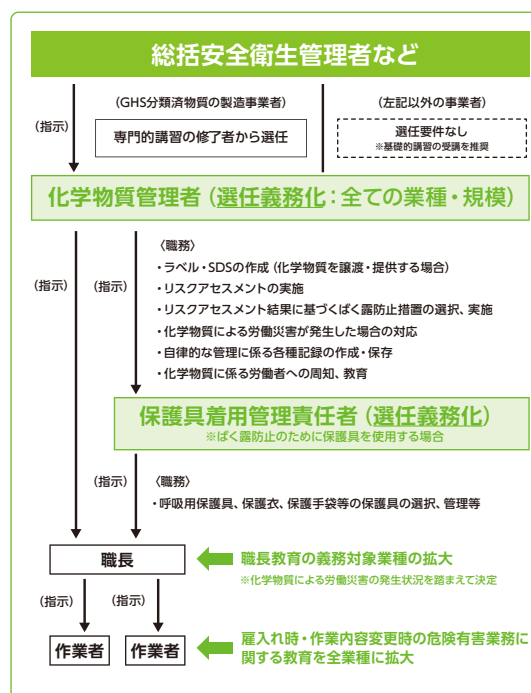 総括安全衛生管理者など
(指示)
(GHS分類済物質の製造事業者)
専門的講習の修了者から選任
(左記以外の事業者)
選任要件なし
※基礎的講習の受講を推奨
化学物質管理者(選任義務化:全ての業種・規模)
(指示)
(指示)
〈職務〉
・ラベル・SDSの作成(化学物質を譲渡・提供する場合)
・リスクアセスメントの実施
・リスクアセスメント結果に基づくばく露防止措置の選択、実施
・化学物質による労働災害が発生した場合の対応
・自律的な管理に係る各種記録の作成・保存
・化学物質に係る労働者への周知、教育
保護具着用管理責任者(選任義務化)
※ばく露防止のために保護具を使用する場合
(指示)
〈職務〉
・呼吸用保護具、保護衣、保護手袋等の保護具の選択、管理等
職長
職長教育の義務対象業種の拡大
※化学物質による労働災害の発生状況を踏まえて決定
(指示)
(指示)
作業者
作業者
雇入れ時・作業内容変更時の危険有害業務に
関する教育を全業種に拡大